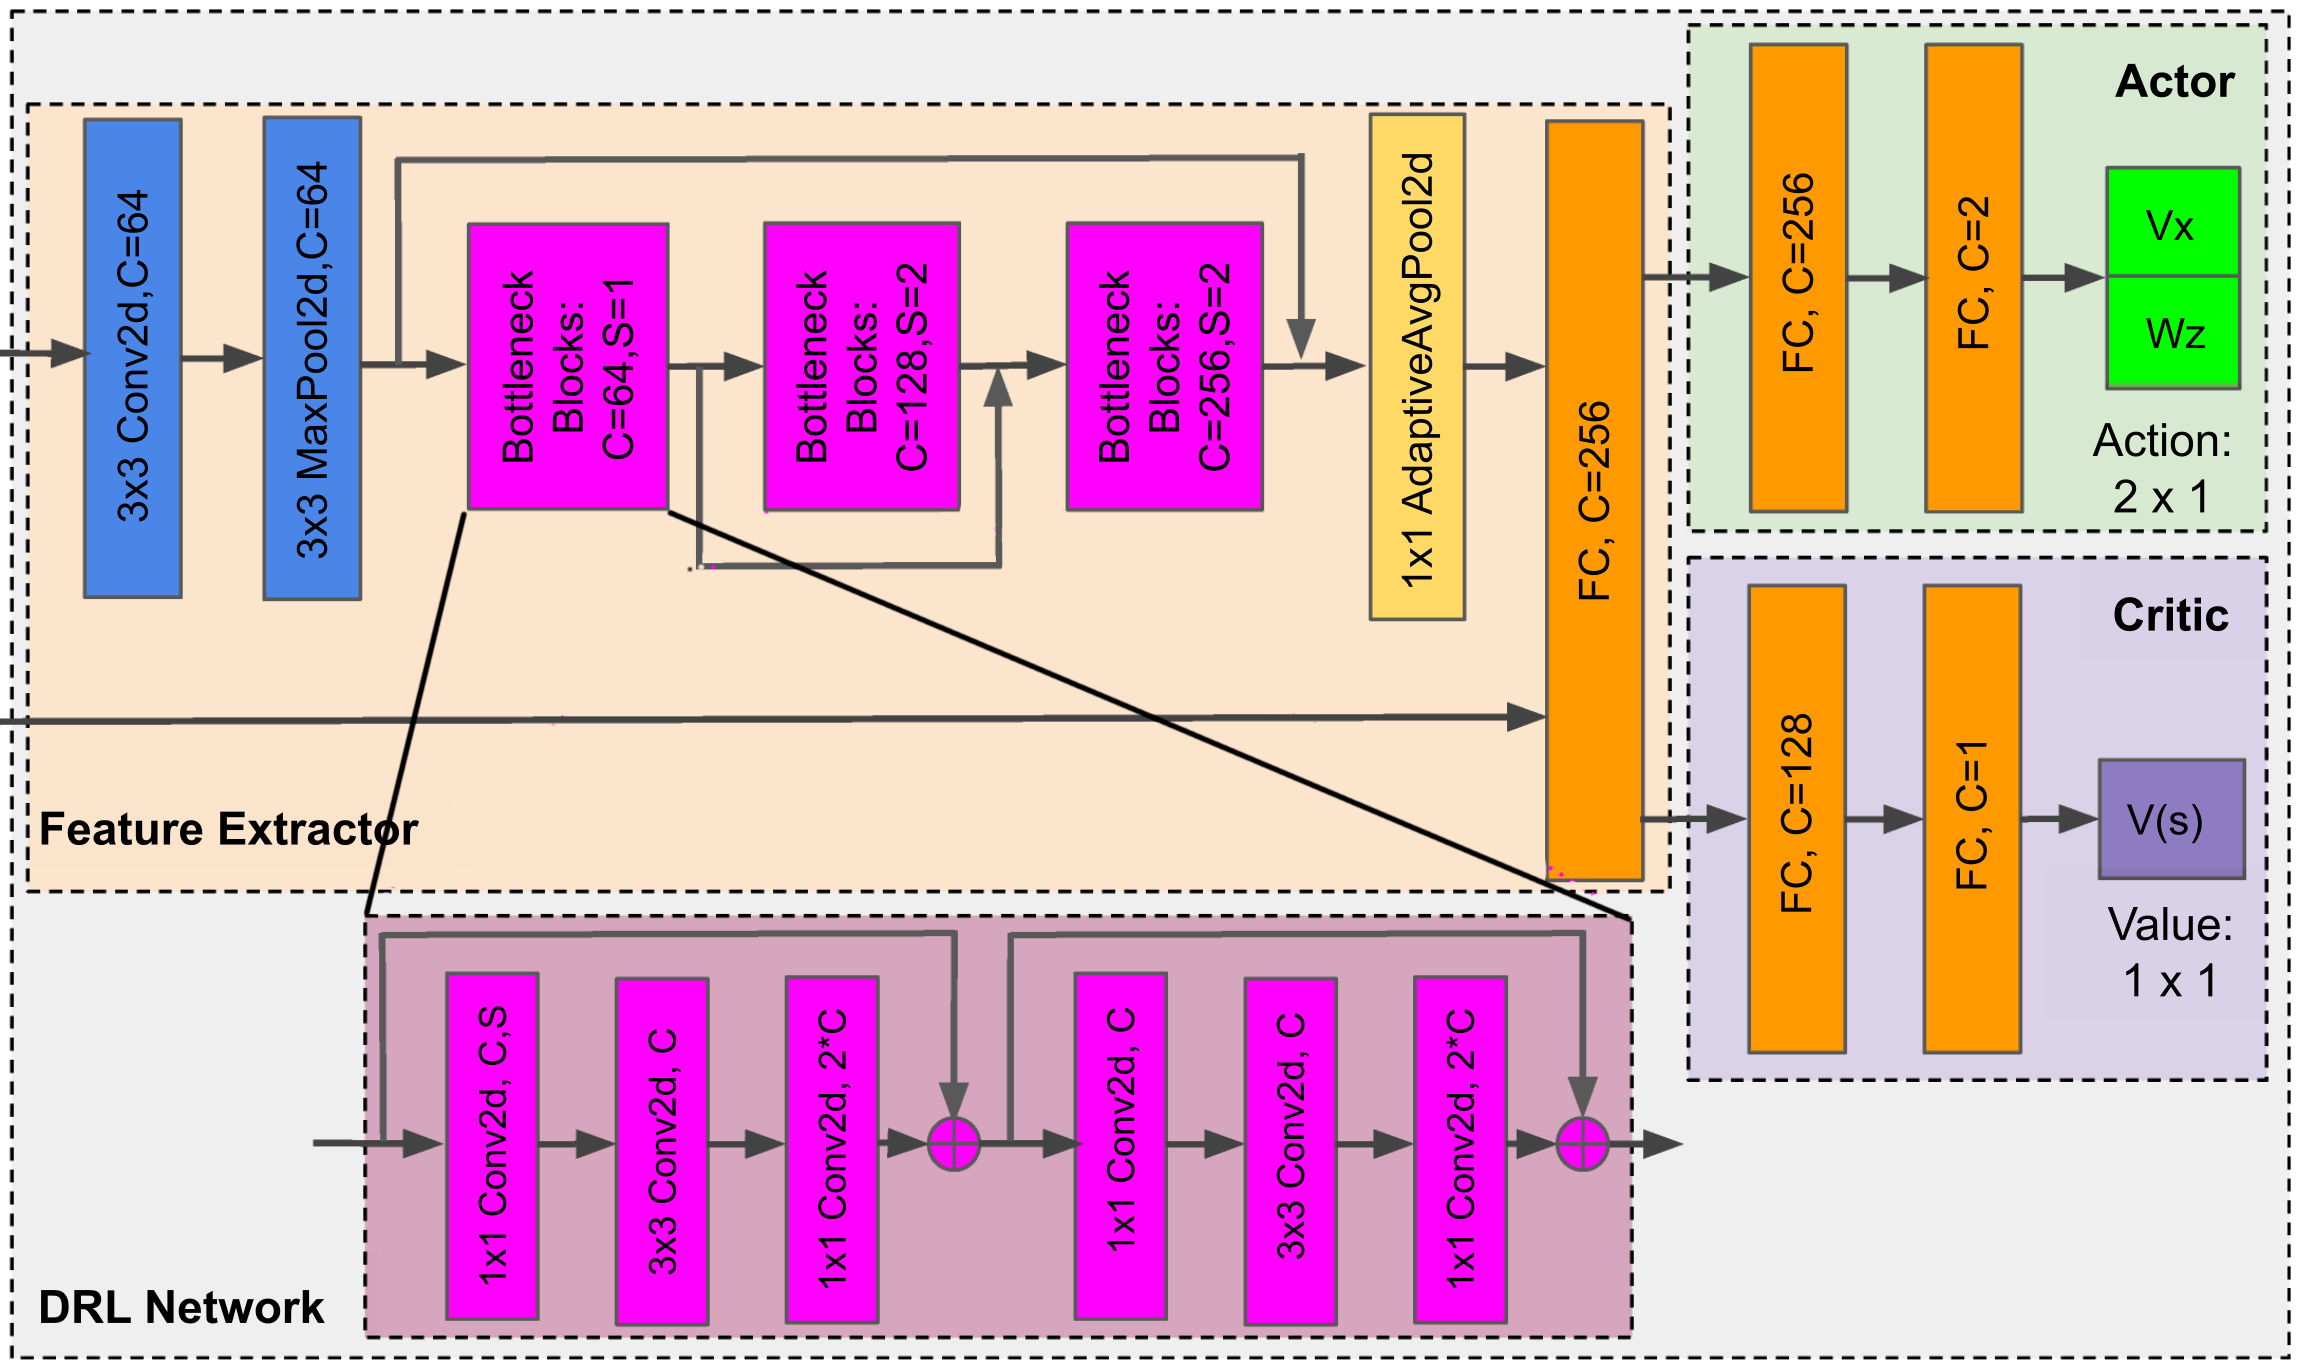 3x3 Conv2d,C=64
3x3 MaxPool2d,C=64
Bottleneck
Blocks:
C=64,S=1
Bottleneck
Blocks:
C=128,S=2
Bottleneck
Blocks:
C=256,S=2
1x1 AdaptiveAvgPool2d
FC, C=256
Feature Extractor
Actor
FC, C=256
FC, C=2
Vx
Wz
Action:
2 x 1
Critic
FC, C=128
FC, C=1
V(s)
Value:
1 x 1
1x1 Conv2d, C,S
3x3 Conv2d, C
1x1 Conv2d, 2*C
1x1 Conv2d, C
3x3 Conv2d, C
1x1 Conv2d, 2*C
DRL Network